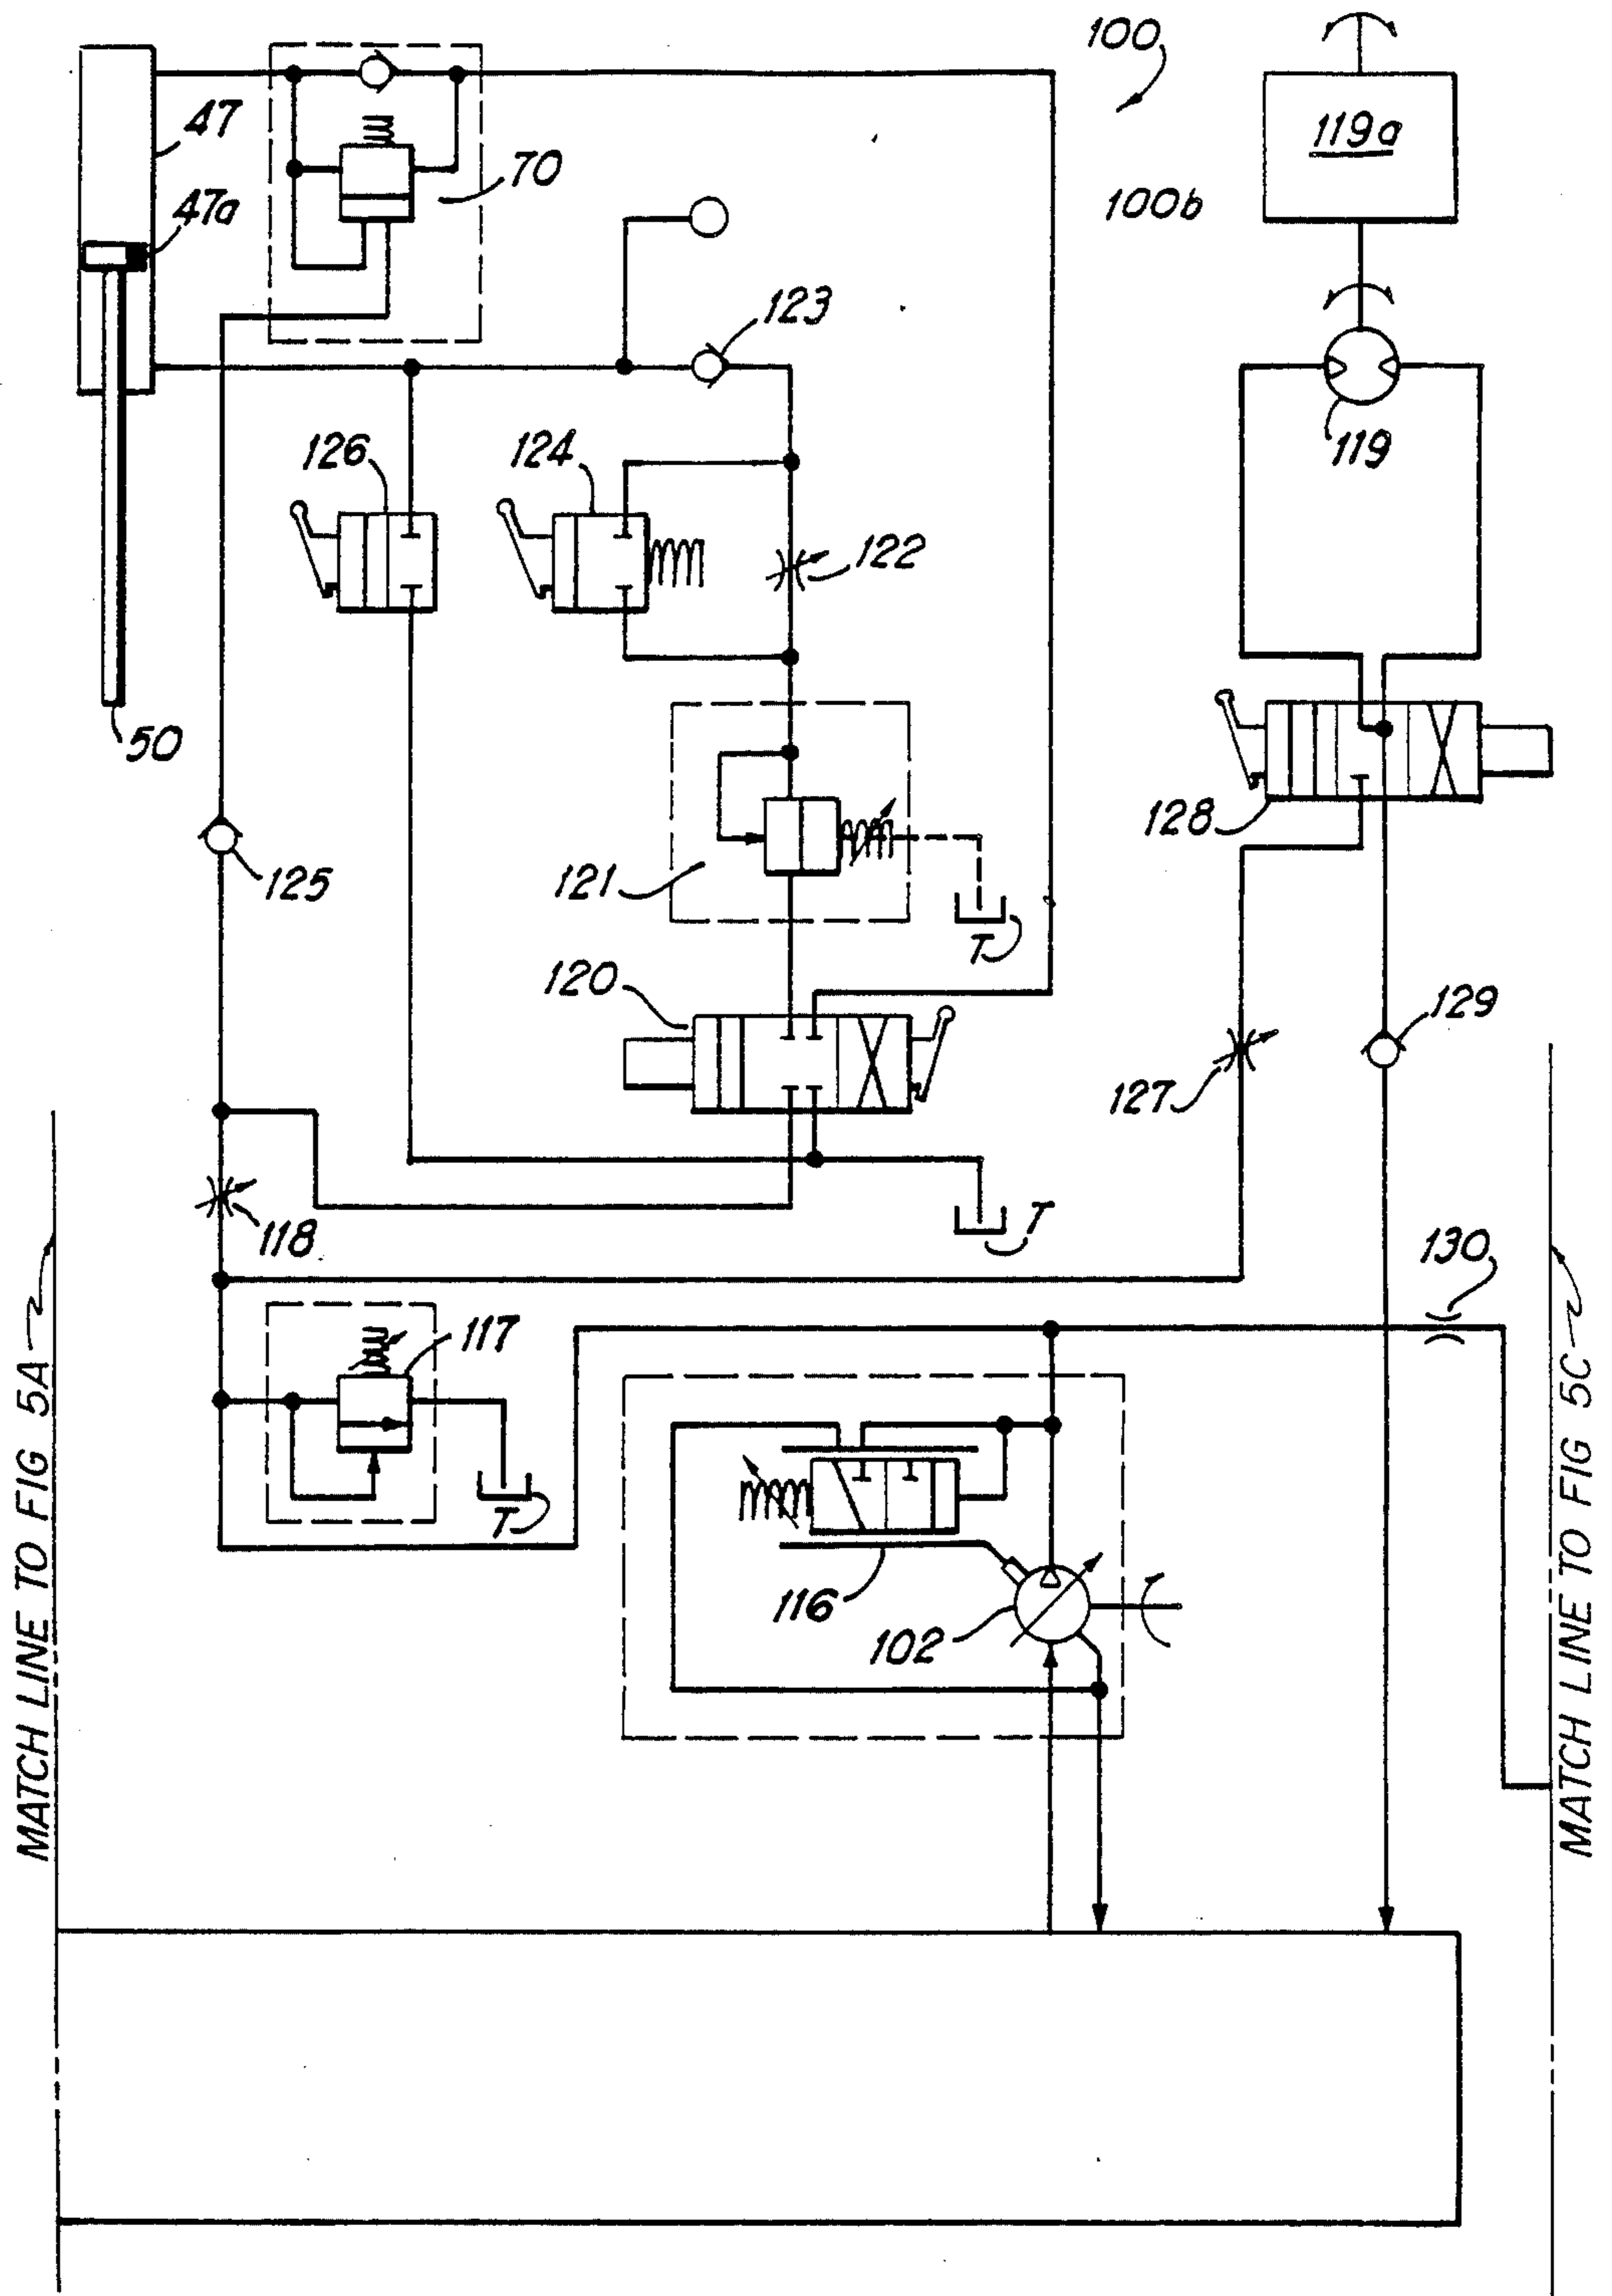 100
119a
47
70
47a
100b
123
119
126
124
122
50
128
125
121
T
120
129
127
118
T
130
117
T
116
102
MATCH LINE TO FIG 5A
MATCH LINE TO FIG 5C